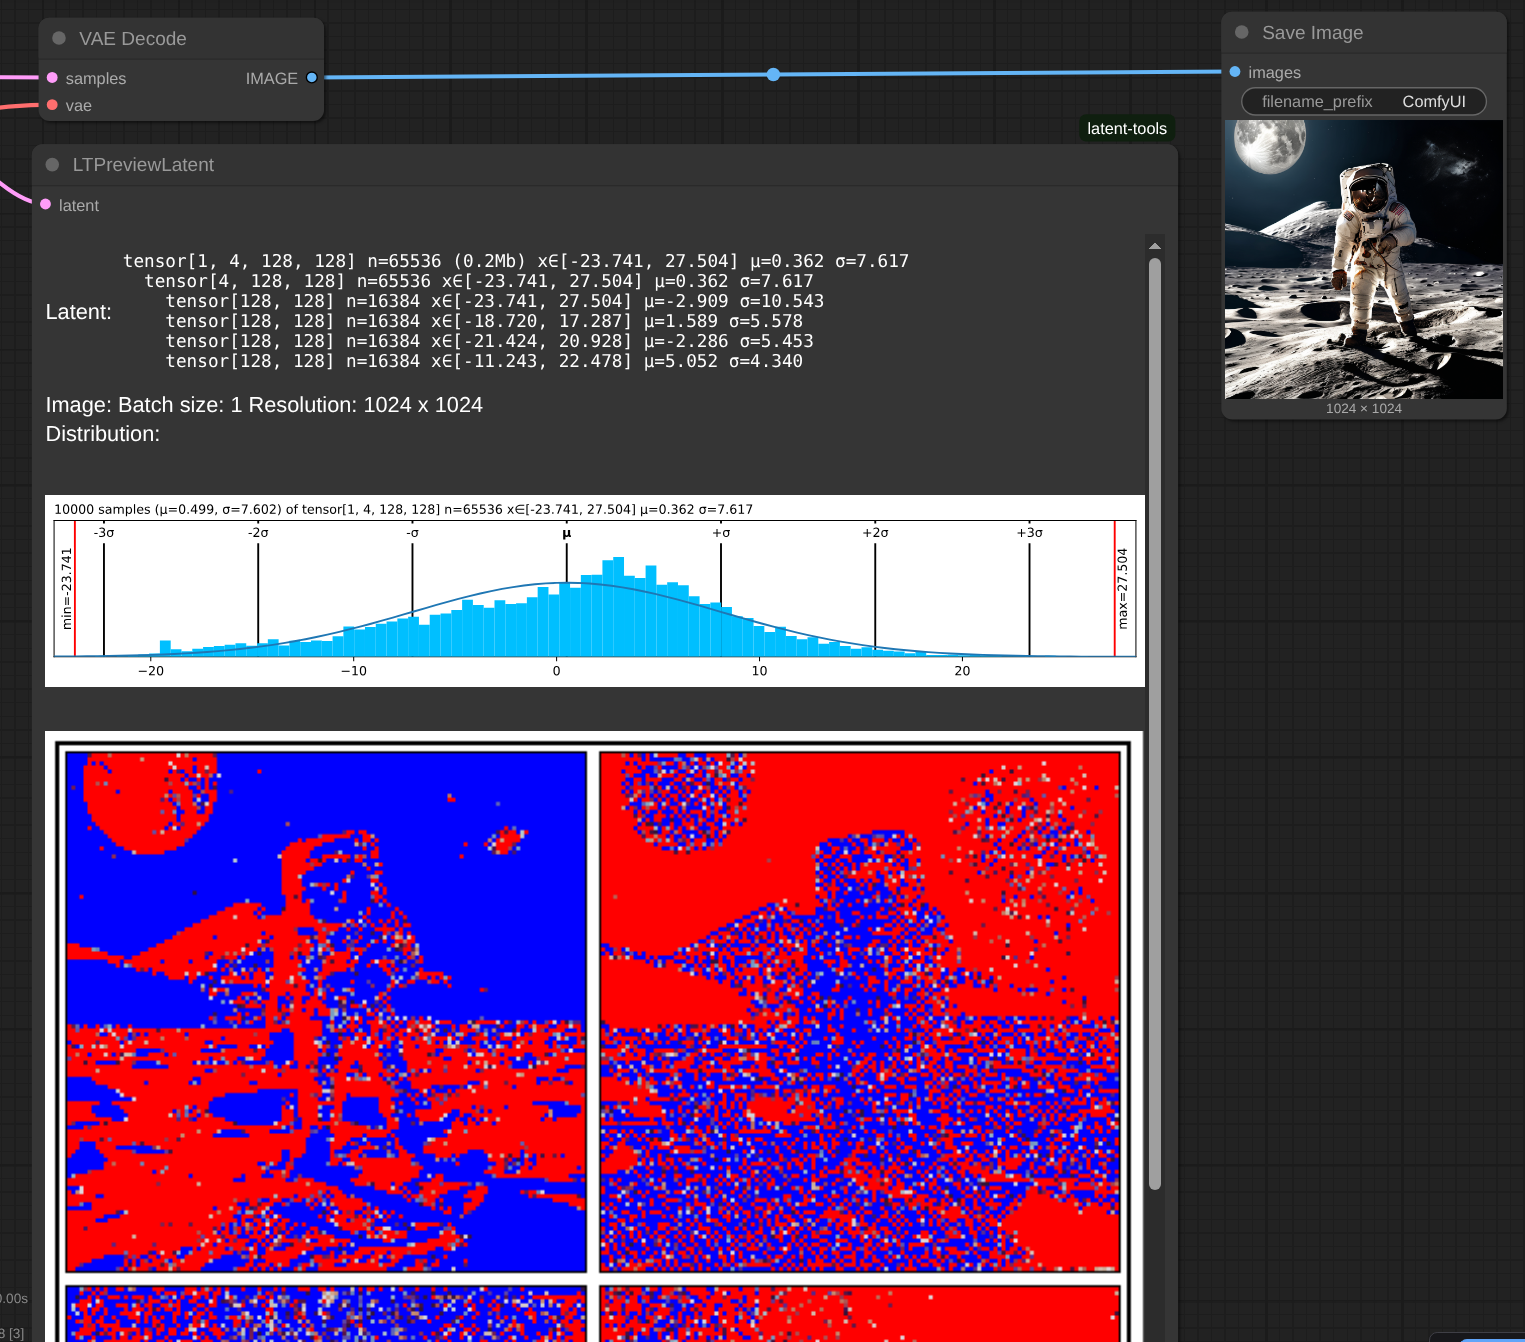 VAE Decode
samples
IMAGE
vae
Save Image
images
filename_prefix ComfyUI
1024 × 1024
latent-tools
LTPreviewLatent
latent
Latent:
tensor[1, 4, 128, 128] n=65536 (0.2Mb) x∈[-23.741, 27.504] μ=0.362 σ=7.617
tensor[4, 128, 128] n=65536 x∈[-23.741, 27.504] μ=0.362 σ=7.617
tensor[128, 128] n=16384 x∈[-23.741, 27.504] μ=-2.909 σ=10.543
tensor[128, 128] n=16384 x∈[-18.720, 17.287] μ=1.589 σ=5.578
tensor[128, 128] n=16384 x∈[-21.424, 20.928] μ=-2.286 σ=5.453
tensor[128, 128] n=16384 x∈[-11.243, 22.478] μ=5.052 σ=4.340
Image: Batch size: 1 Resolution: 1024 x 1024
Distribution:
10000 samples (μ=0.499, σ=7.602) of tensor[1, 4, 128, 128] n=65536 x∈[-23.741, 27.504] μ=0.362 σ=7.617
-3σ -2σ -σ μ +σ +2σ +3σ
min=-23.741
max=27.504
−20 −10 0 10 20
0.00s
8 [3]